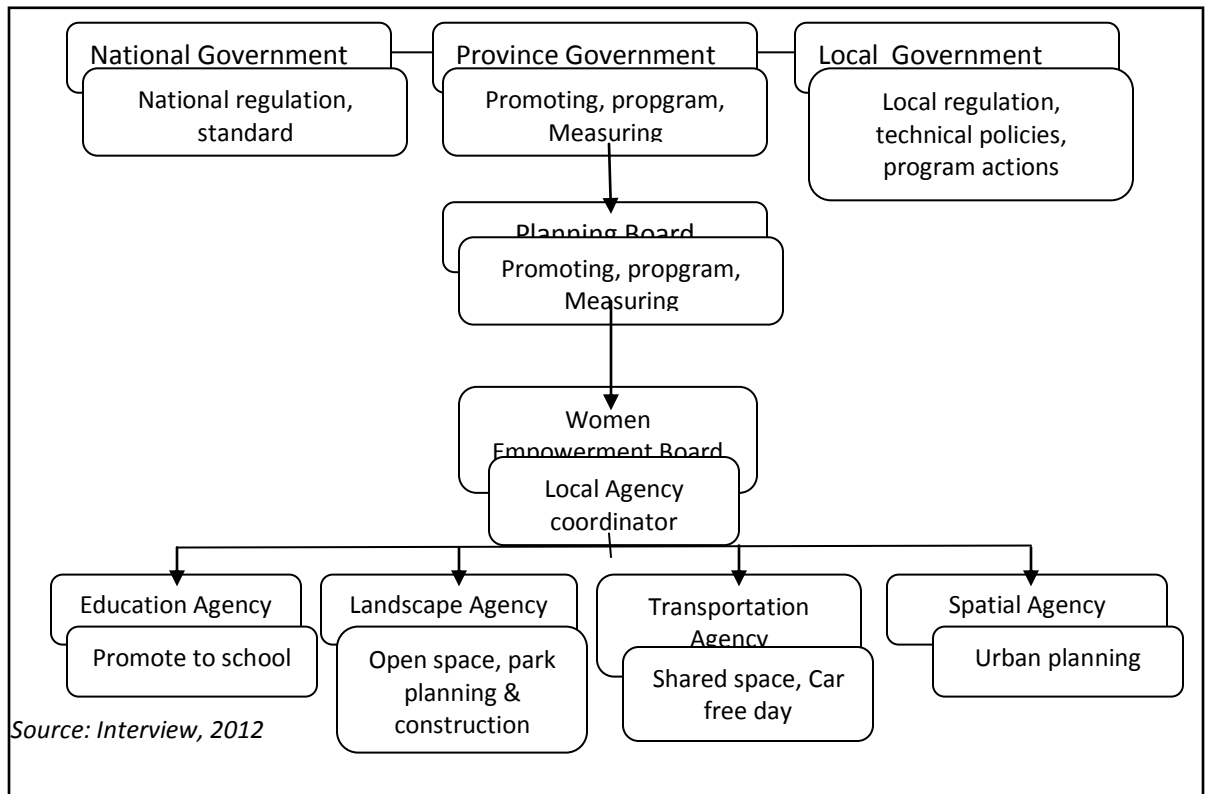 National Government
National regulation,
standard
Province Government
Promoting, propgram,
Measuring
Local Government
Local regulation,
technical policies,
program actions
Planning Board
Promoting, propgram,
Measuring
Women
Empowerment Board
Local Agency
coordinator
Education Agency
Promote to school
Landscape Agency
Open space, park
planning &
construction
Transportation
Agency
Shared space, Car
free day
Spatial Agency
Urban planning
Source: Interview, 2012